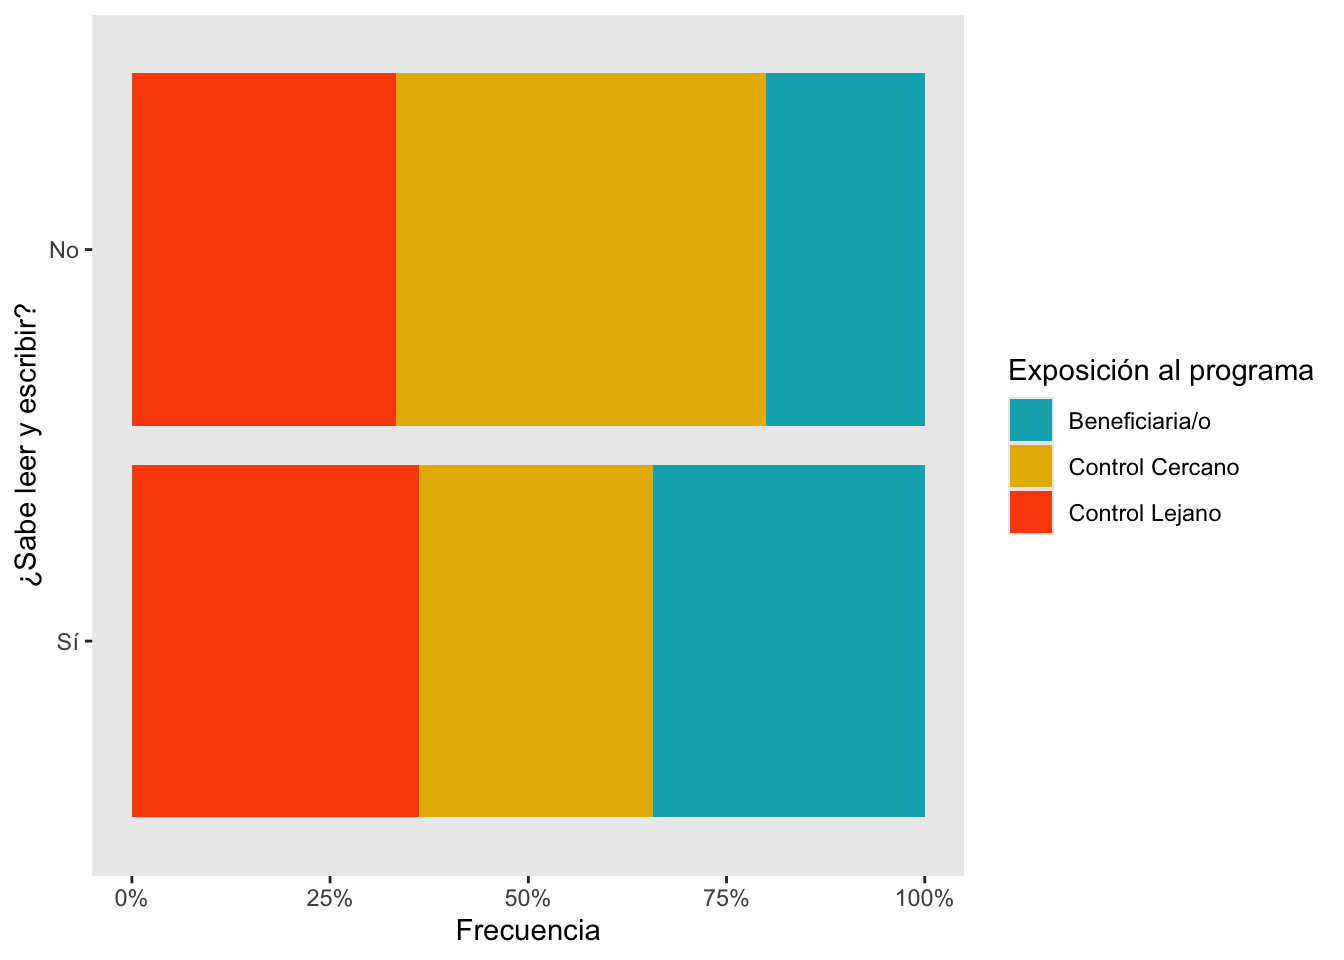 ¿Sabe leer y escribir?
No
Sí
0% 25% 50% 75% 100%
Frecuencia
Exposición al programa
Beneficiaria/o
Control Cercano
Control Lejano